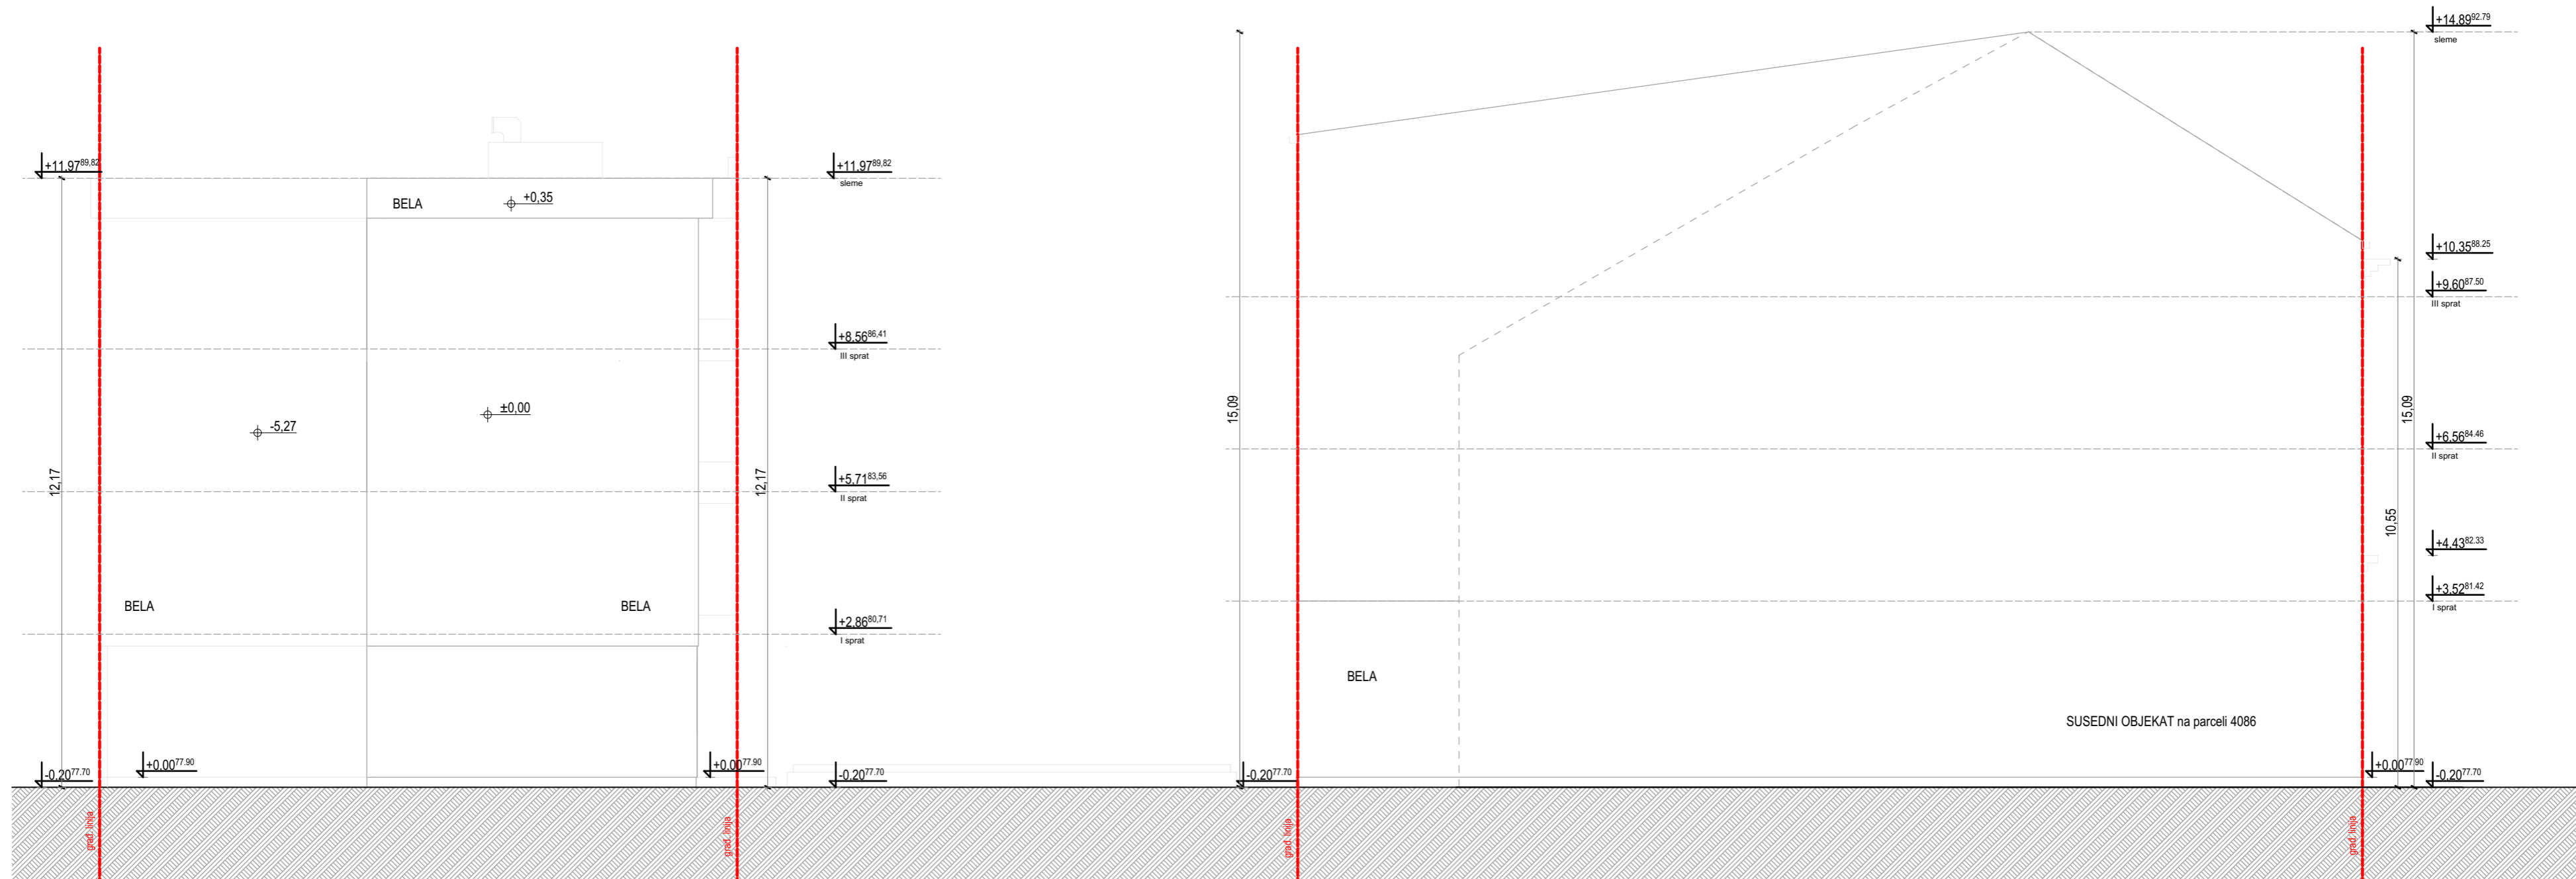 +14.89 92.79
sleme
+11.97 89,82
+11.97 89,82
sleme
BELA
+0,35
+10.35 88.25
+9.60 87.50
III sprat
+8.56 86,41
III sprat
15,09
15,09
±0,00
-5,27
+6.56 84.46
II sprat
12,17
12,17
+5.71 83,56
II sprat
10,55
+4.43 82.33
+3.52 81.42
I sprat
BELA
BELA
+2.86 80,71
I sprat
BELA
SUSEDNI OBJEKAT na parceli 4086
-0.20 77.70
+0.00 77.90
+0.00 77.90
-0.20 77.70
-0.20 77.70
+0.00 77.90
-0.20 77.70
građ. linija
građ. linija
građ. linija
građ. linija